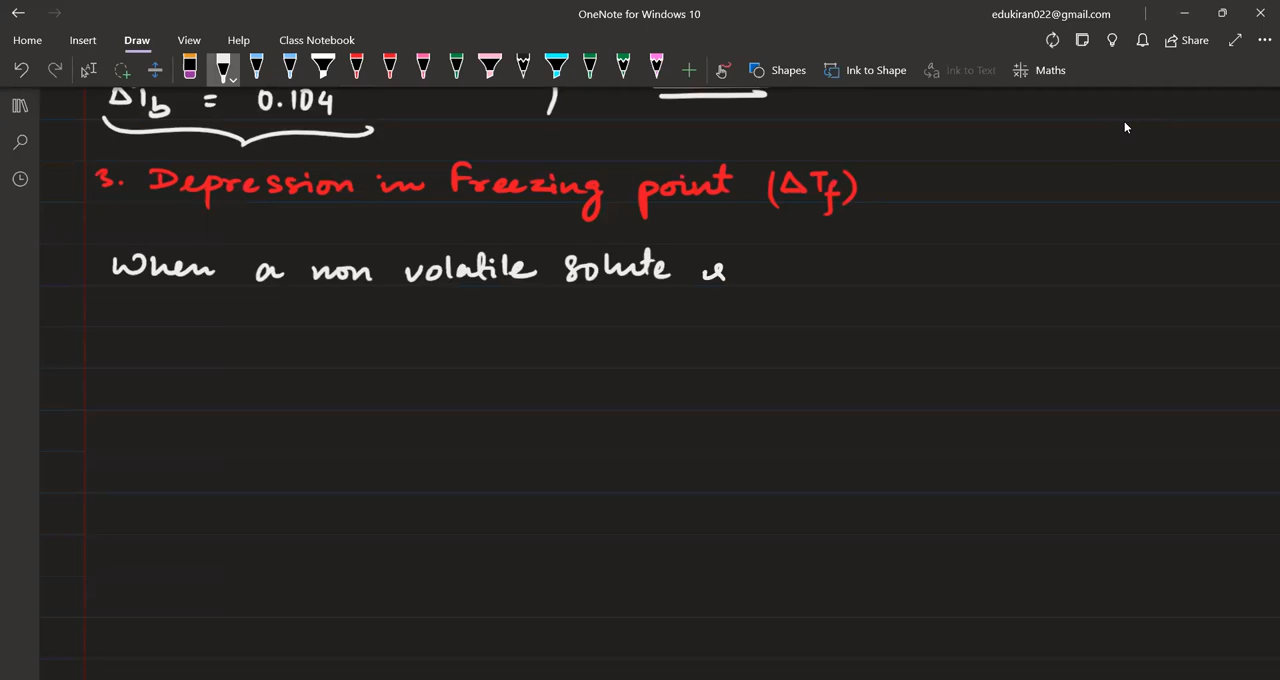 OneNote for Windows 10
edukiran022@gmail.com
Home Insert Draw View Help Class Notebook
Share
Shapes Ink to Shape Ink to Text Maths
ΔTb = 0.104 )
3. Depression in freezing point (ΔTf)
When a non volatile solute is